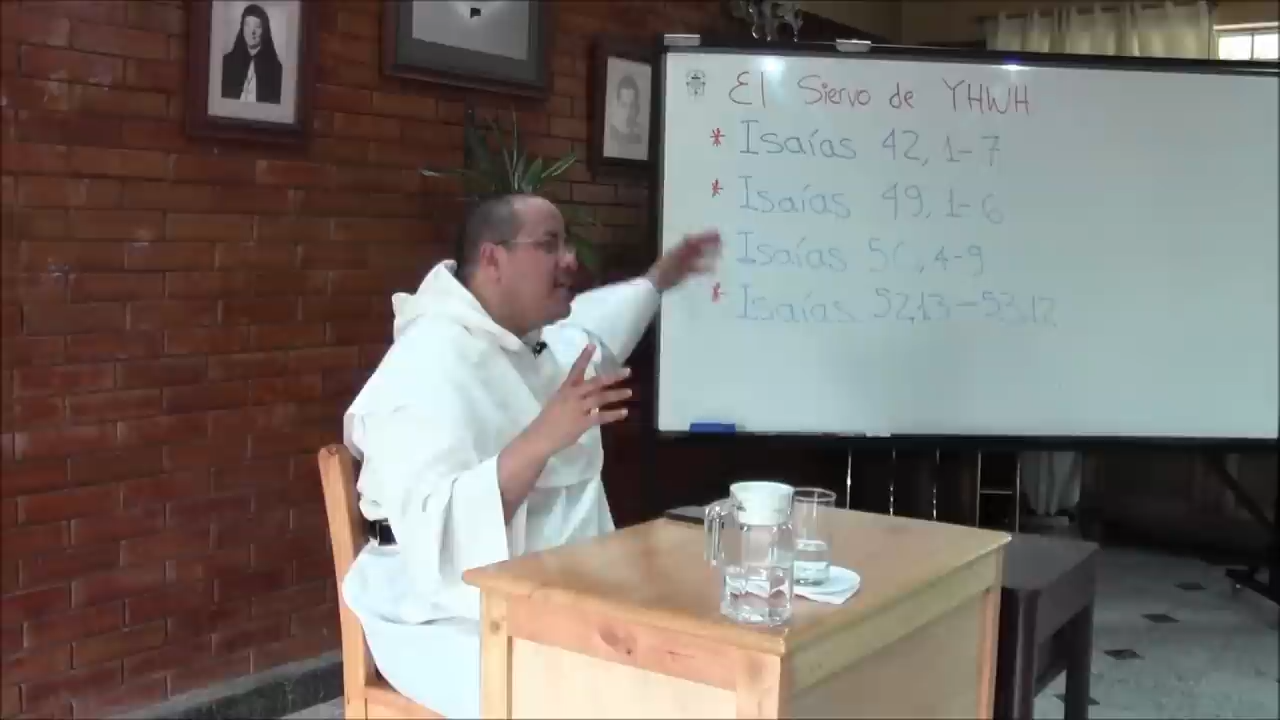 El Siervo de YHWH
* Isaías 42, 1-7
* Isaías 49, 1-6
Isaías 50, 4-9
* Isaías 52,13-53,12